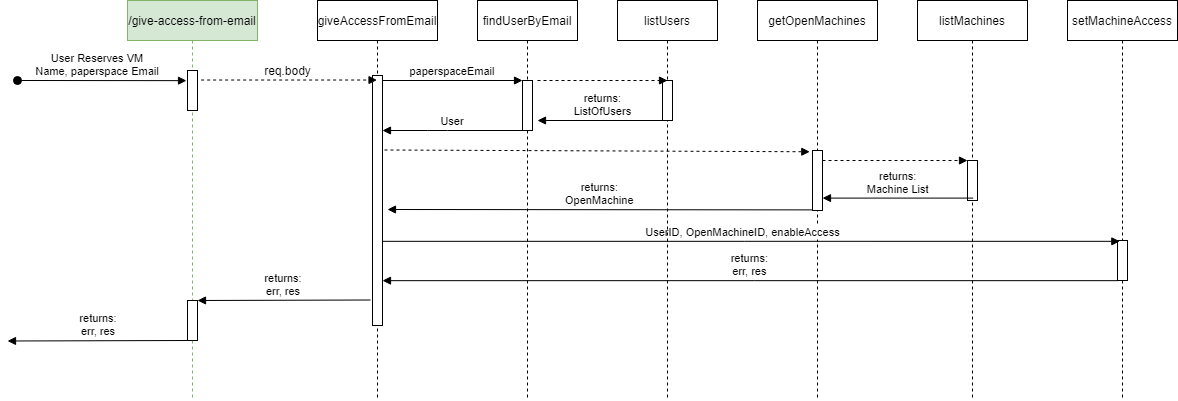 /give-access-from-email
giveAccessFromEmail
findUserByEmail
listUsers
getOpenMachines
listMachines
setMachineAccess
User Reserves VM
Name, paperspace Email
req.body
paperspaceEmail
returns:
ListOfUsers
User
returns:
Machine List
returns:
OpenMachine
UserID, OpenMachineID, enableAccess
returns:
err, res
returns:
err, res
returns:
err, res